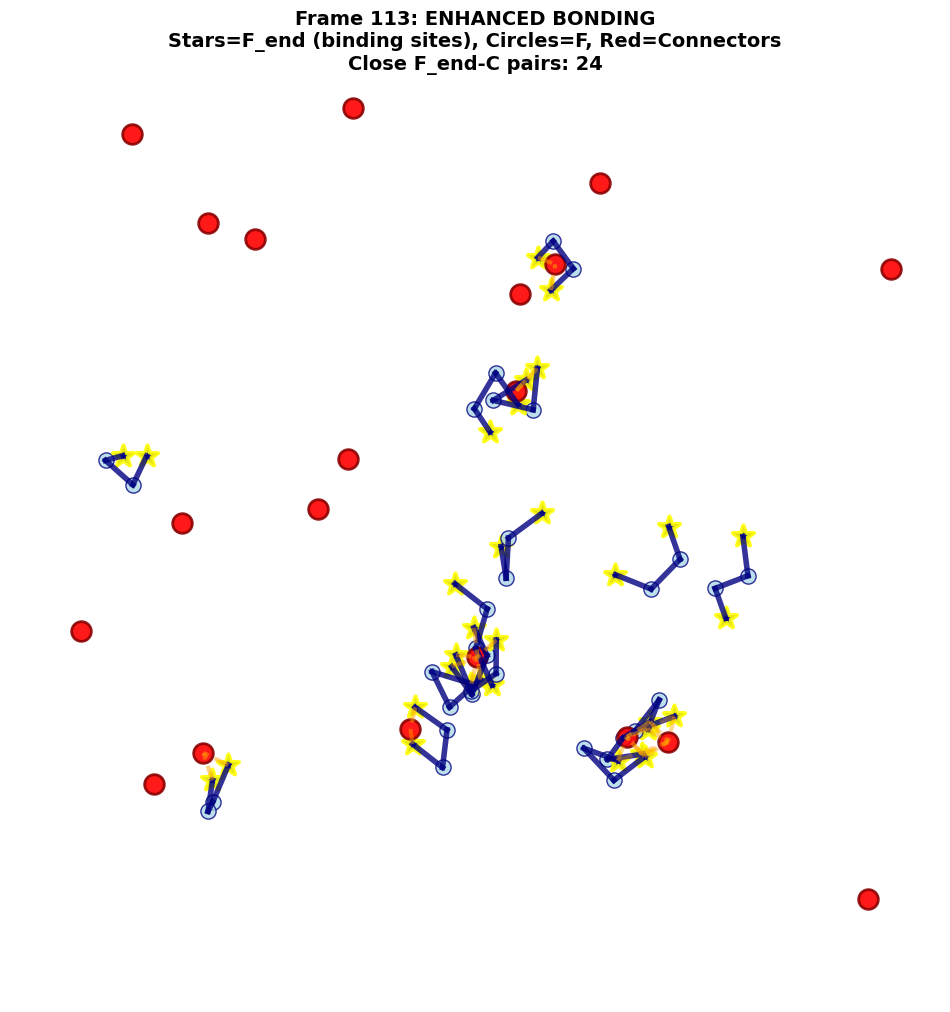 Frame 113: ENHANCED BONDING
Stars=F_end (binding sites), Circles=F, Red=Connectors
Close F_end-C pairs: 24